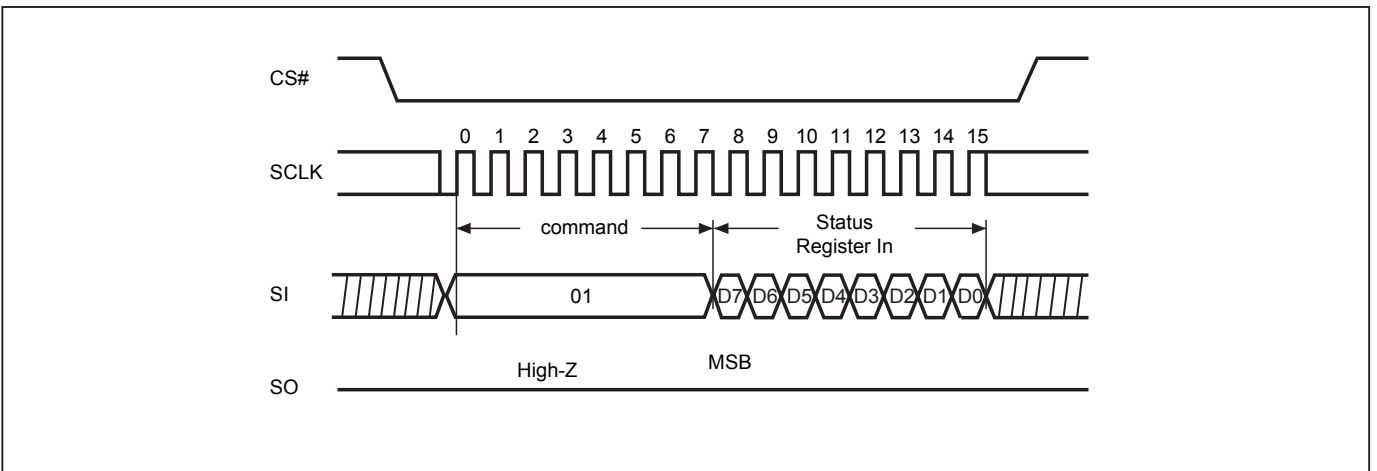 CS#
0 1 2 3 4 5 6 7 8 9 10 11 12 13 14 15
SCLK
command
Status
Register In
SI
01
D7 D6 D5 D4 D3 D2 D1 D0
High-Z
MSB
SO